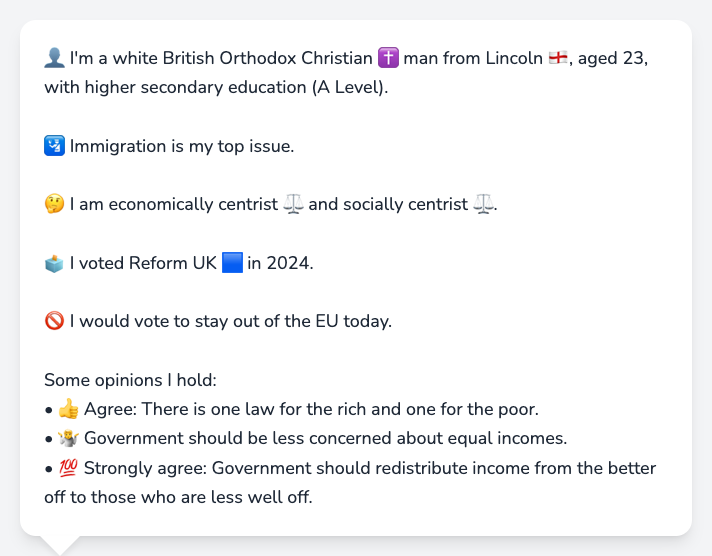 👤 I'm a white British Orthodox Christian ✝️ man from Lincoln 🏴󠁧󠁢󠁥󠁮󠁧󠁿, aged 23,
with higher secondary education (A Level).
🛂 Immigration is my top issue.
🤔 I am economically centrist ⚖️ and socially centrist ⚖️.
🗳️ I voted Reform UK 🟦 in 2024.
🚫 I would vote to stay out of the EU today.
Some opinions I hold:
• 👍 Agree: There is one law for the rich and one for the poor.
• 🤷 Government should be less concerned about equal incomes.
• 💯 Strongly agree: Government should redistribute income from the better
off to those who are less well off.